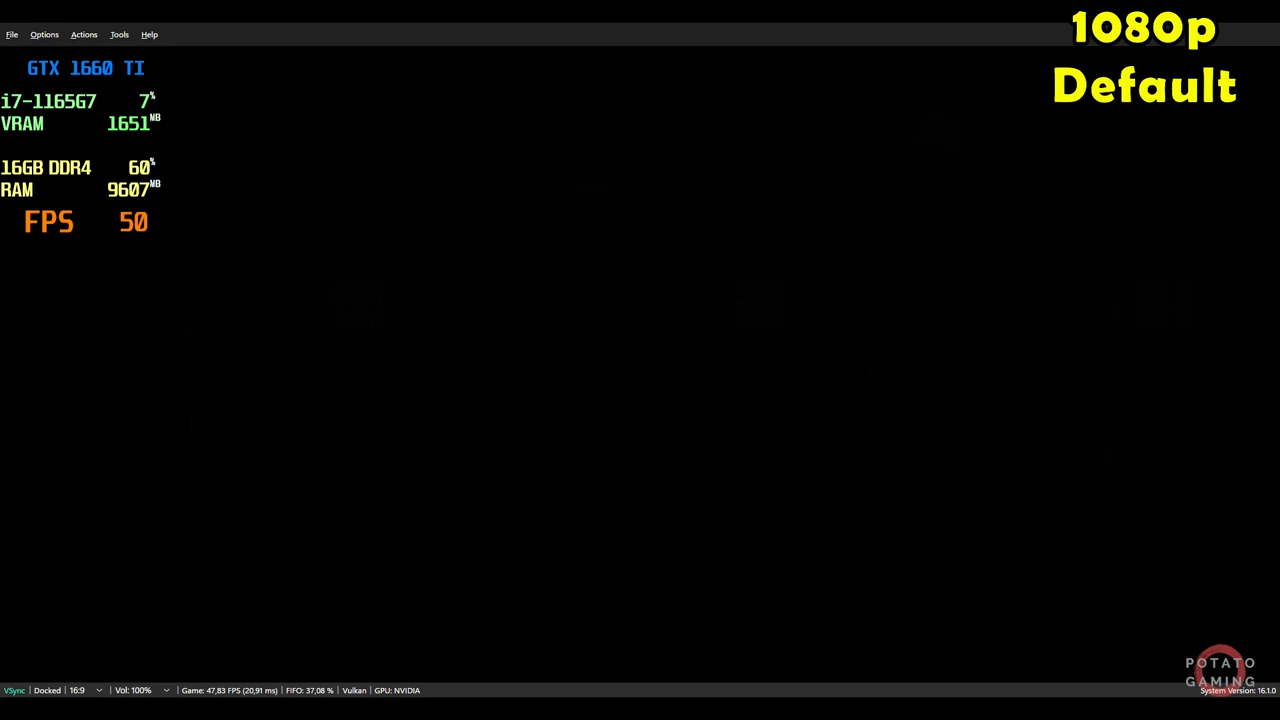 1080p
Default
File Options Actions Tools Help
GTX 1660 TI
i7-1165G7 7%
VRAM 1651MB
16GB DDR4 60%
RAM 9607MB
FPS 50
POTATO
GAMING
VSync | Docked | 16:9 | Vol: 100% | Game: 47,83 FPS (20,91 ms) | FIFO: 37,08 % | Vulkan | GPU: NVIDIA
System Version: 16.1.0